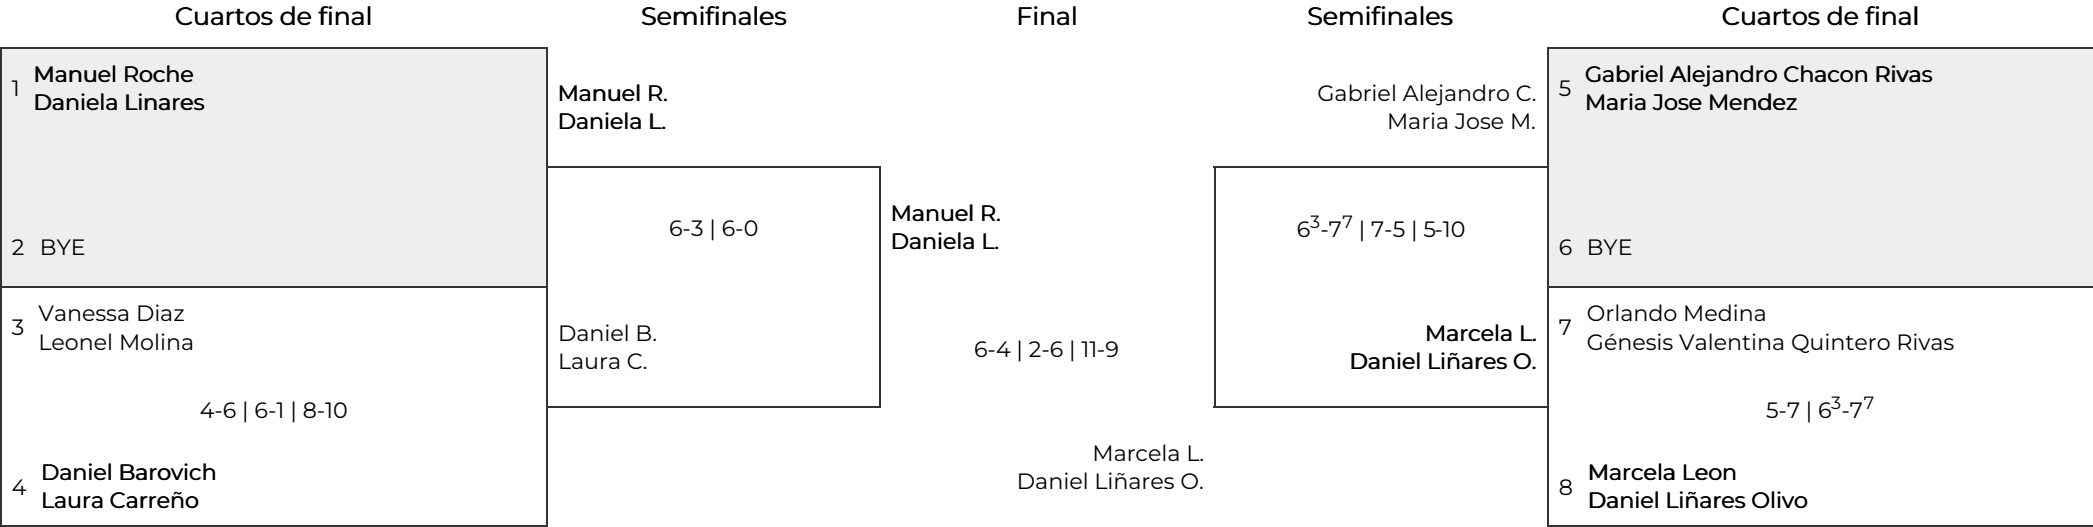 Cuartos de final
Semifinales
Final
Semifinales
Cuartos de final
1
Manuel Roche
Daniela Linares
2 BYE
3
Vanessa Diaz
Leonel Molina
4-6 | 6-1 | 8-10
4
Daniel Barovich
Laura Carreño
Manuel R.
Daniela L.
6-3 | 6-0
Daniel B.
Laura C.
Manuel R.
Daniela L.
6-4 | 2-6 | 11-9
Marcela L.
Daniel Liñares O.
Gabriel Alejandro C.
Maria Jose M.
6³-7⁷ | 7-5 | 5-10
Marcela L.
Daniel Liñares O.
5
Gabriel Alejandro Chacon Rivas
Maria Jose Mendez
6 BYE
7
Orlando Medina
Génesis Valentina Quintero Rivas
5-7 | 6³-7⁷
8
Marcela Leon
Daniel Liñares Olivo